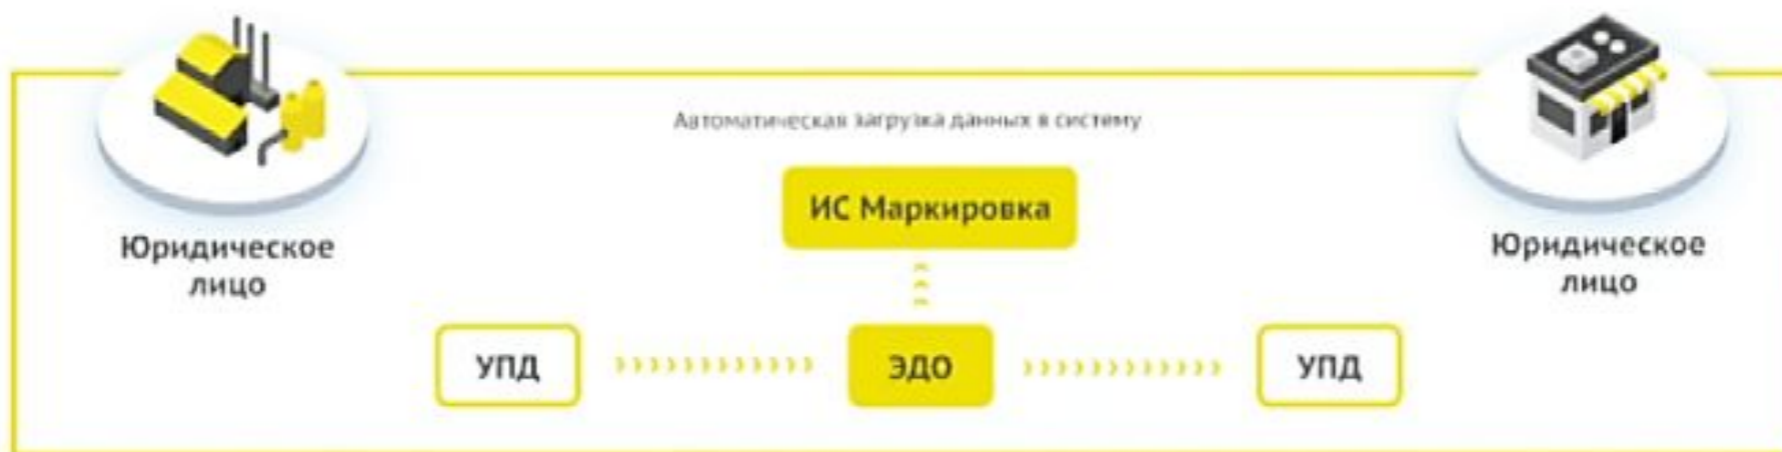 Автоматическая загрузка данных в систему
ИС Маркировка
Юридическое
лицо
Юридическое
лицо
УПД
ЭДО
УПД